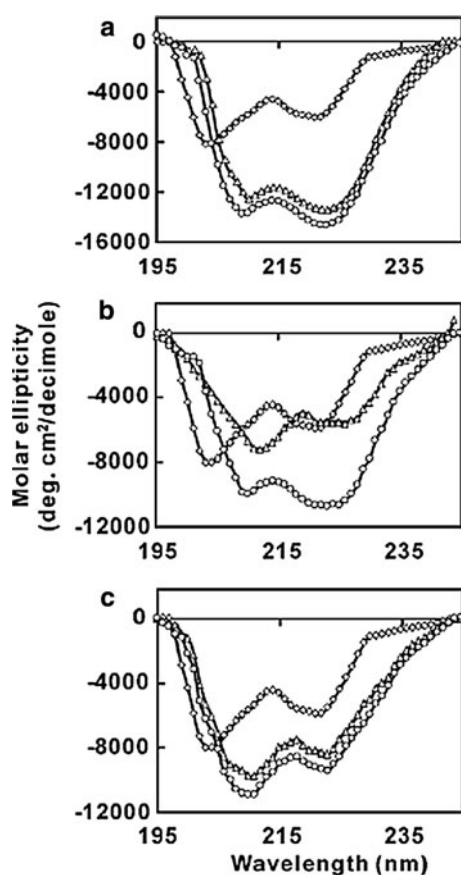 a
0
-4000
-8000
-12000
-16000
195 215 235
b
0
-4000
-8000
-12000
195 215 235
c
0
-4000
-8000
-12000
195 215 235
Molar ellipticity
(deg. cm²/decimole)
Wavelength (nm)